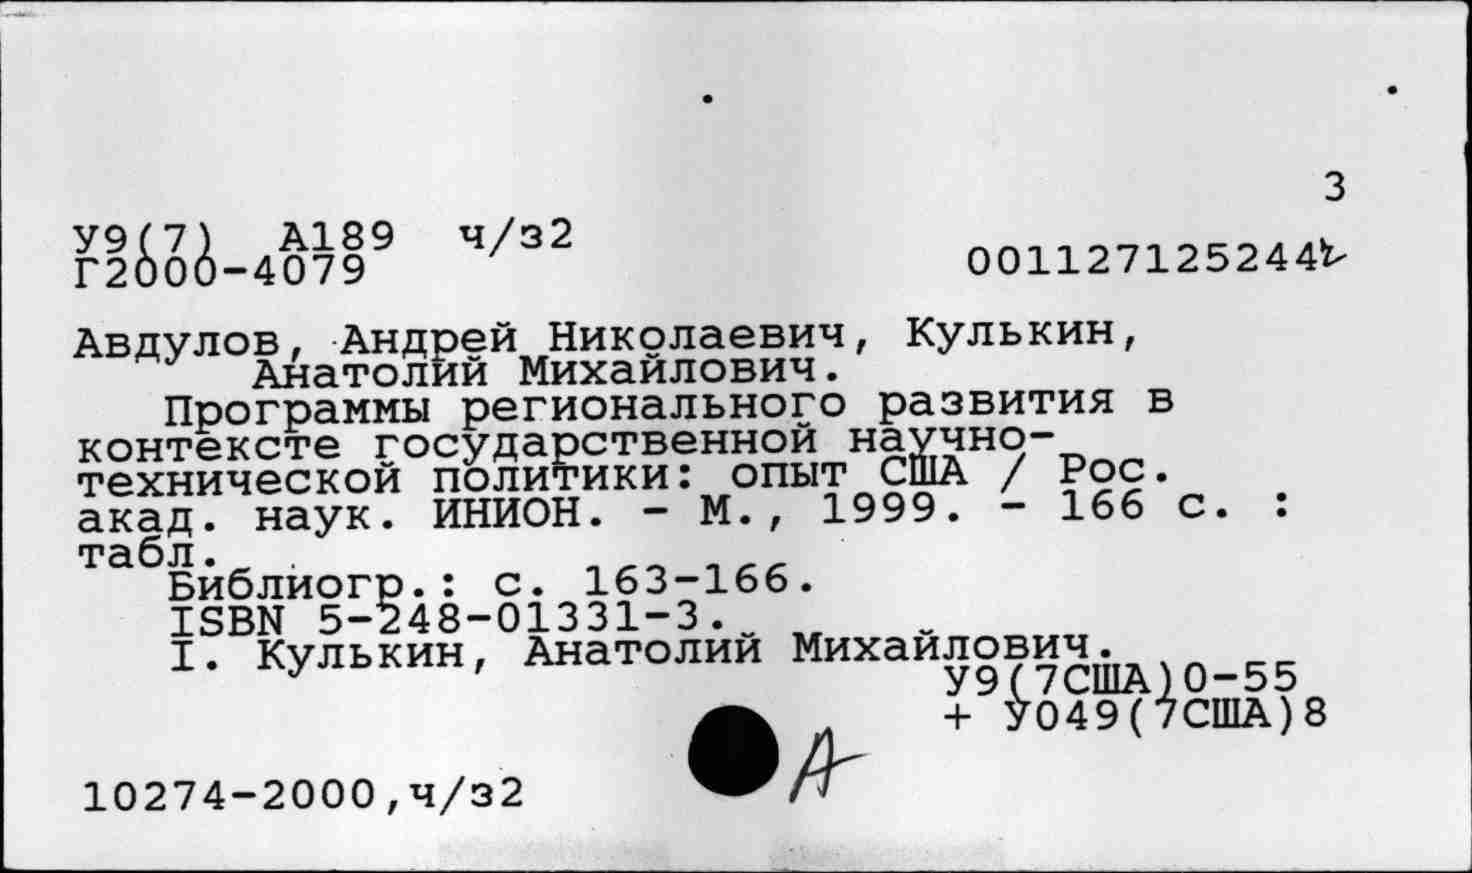 3
У9(7) А189 ч/з2
Г2000-4079
001127125244
Авдулов, Андрей Николаевич, Кулькин,
Анатолий Михайлович.
Программы регионального развития в
контексте государственной научно-
технической политики: опыт США / Рос.
акад. наук. ИНИОН. - М., 1999. - 166 с. :
табл.
Библиогр.: с. 163-166.
ISBN 5-248-01331-3.
I. Кулькин, Анатолий Михайлович.
У9(7США)0-55
+ У049(7США)8
А
10274-2000,ч/з2